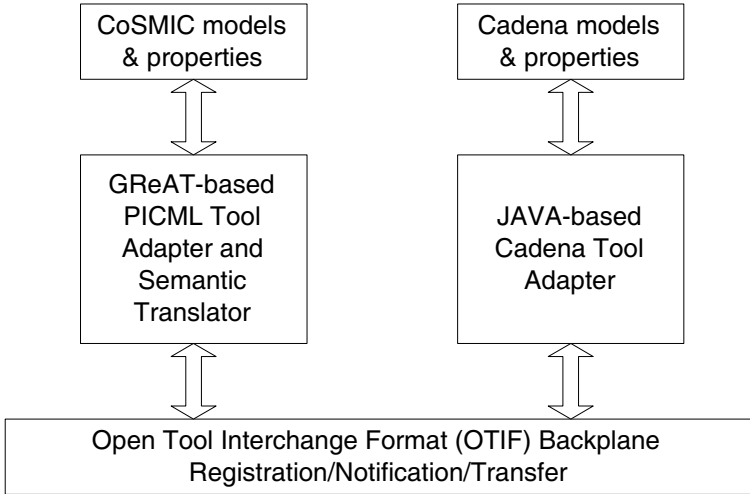 CoSMIC models
& properties
Cadena models
& properties
GReAT-based
PICML Tool
Adapter and
Semantic
Translator
JAVA-based
Cadena Tool
Adapter
Open Tool Interchange Format (OTIF) Backplane
Registration/Notification/Transfer